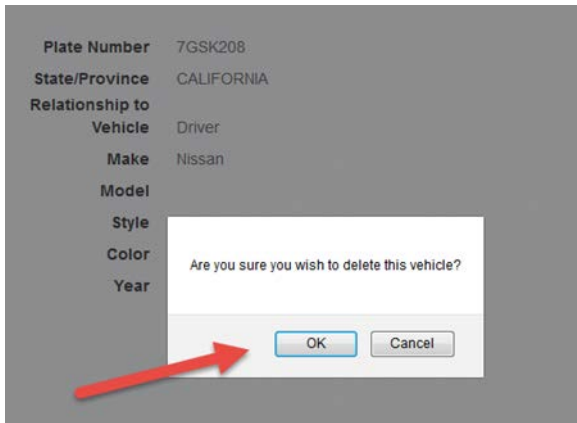 Plate Number 7GSK208
State/Province CALIFORNIA
Relationship to
Vehicle Driver
Make Nissan
Model
Style
Color
Year
Are you sure you wish to delete this vehicle?
OK Cancel